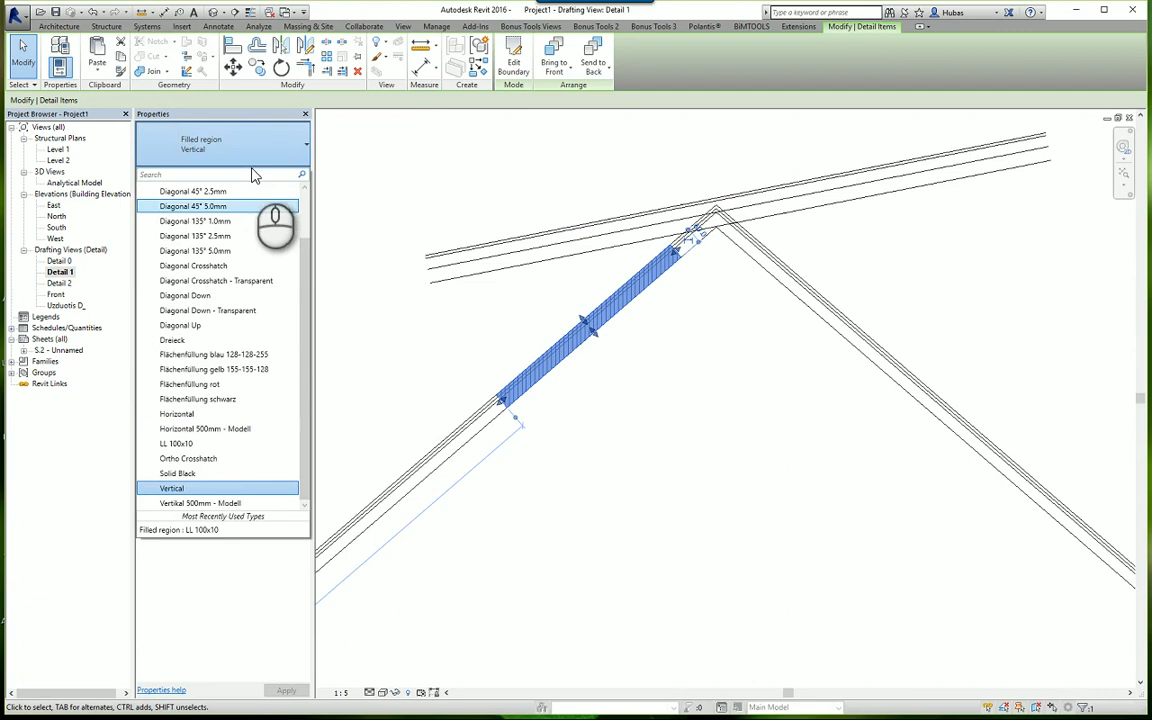 Autodesk Revit 2016 - Project1 - Drafting View: Detail 1
Type a keyword or phrase
Hubas
Architecture Structure Systems Insert Annotate Analyze Massing & Site Collaborate View Manage Add-Ins Bonus Tools Bonus Tools 2 Bonus Tools 3 Polantis® BiMTOOLS Extensions Modify | Detail Items
Modify
Paste
Notch
Cut
Join
Edit
Boundary
Bring to
Front
Send to
Back
Select Properties Clipboard Geometry Modify View Measure Create Mode Arrange
Modify | Detail Items
Project Browser - Project1
Views (all)
Structural Plans
Level 1
Level 2
3D Views
Analytical Model
Elevations (Building Elevation
East
North
South
West
Drafting Views (Detail)
Detail 0
Detail 1
Detail 2
Front
Uzduotis D_
Legends
Schedules/Quantities
Sheets (all)
S.2 - Unnamed
Families
Groups
Revit Links
Properties
Filled region
Vertical
Search
Diagonal 45° 2.5mm
Diagonal 45° 5.0mm
Diagonal 135° 1.0mm
Diagonal 135° 2.5mm
Diagonal 135° 5.0mm
Diagonal Crosshatch
Diagonal Crosshatch - Transparent
Diagonal Down
Diagonal Down - Transparent
Diagonal Up
Dreieck
Flächenfüllung blau 128-128-255
Flächenfüllung gelb 155-155-128
Flächenfüllung rot
Flächenfüllung schwarz
Horizontal
Horizontal 500mm - Modell
LL 100x10
Ortho Crosshatch
Solid Black
Vertical
Vertikal 500mm - Modell
Most Recently Used Types
Filled region : LL 100x10
Properties help
Apply
1 : 5
Click to select, TAB for alternates, CTRL adds, SHIFT unselects.
:0
Main Model
:1